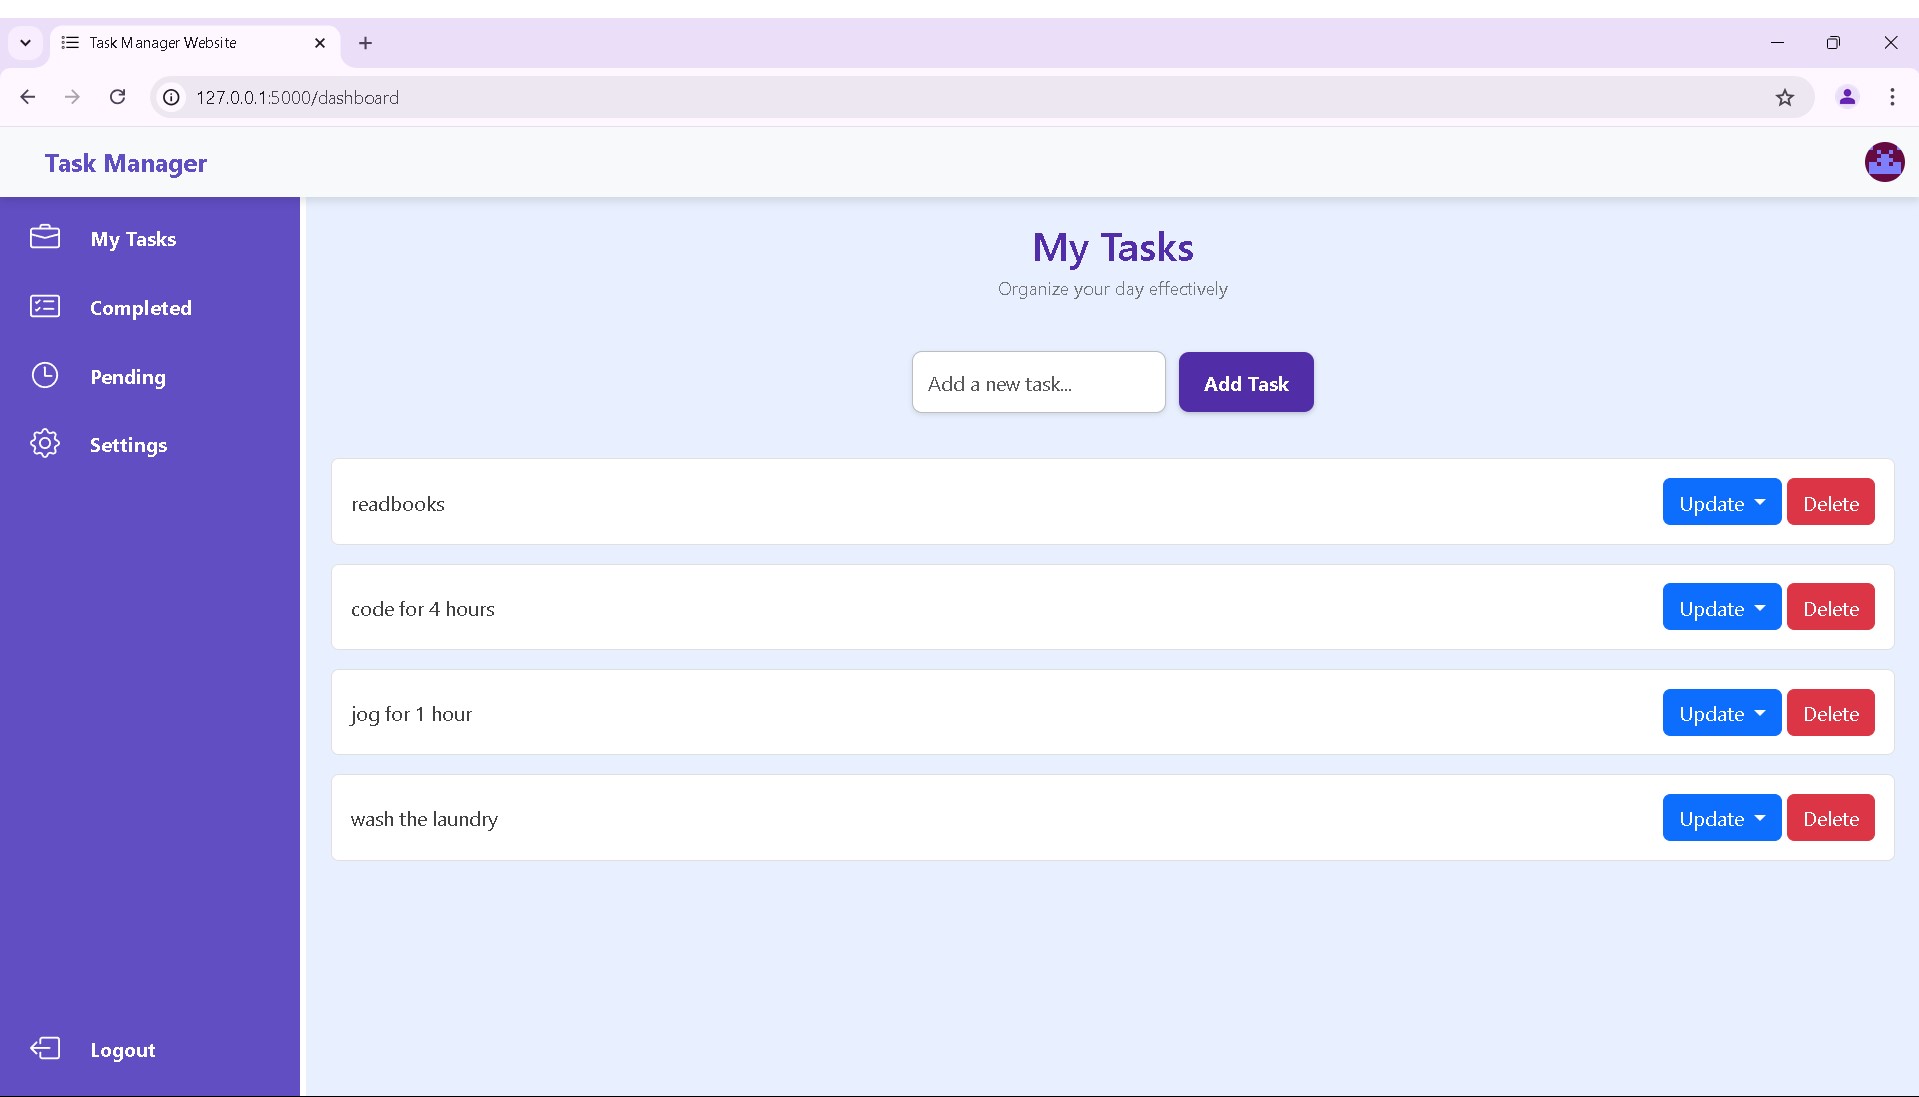 Task Manager Website
127.0.0.1:5000/dashboard
Task Manager
My Tasks
Completed
Pending
Settings
Logout
My Tasks
Organize your day effectively
Add a new task...
Add Task
readbooks
Update
Delete
code for 4 hours
Update
Delete
jog for 1 hour
Update
Delete
wash the laundry
Update
Delete